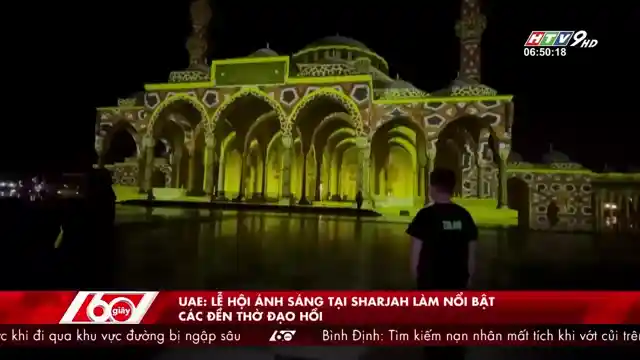 HTV9HD
06:50:18
60 giây
UAE: LỄ HỘI ÁNH SÁNG TẠI SHARJAH LÀM NỔI BẬT
CÁC ĐỀN THỜ ĐẠO HỒI
c khi đi qua khu vực đường bị ngập sâu Bình Định: Tìm kiếm nạn nhân mất tích khi vớt củi trê